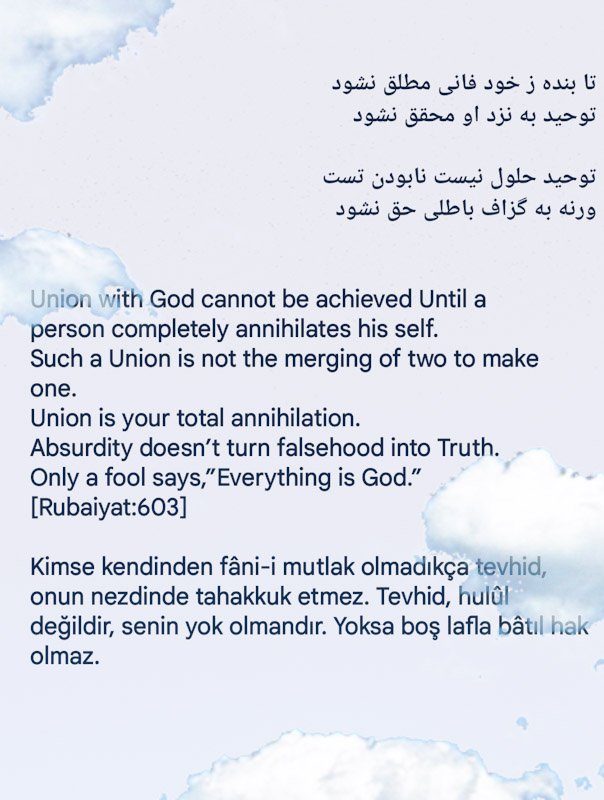 تا بنده ز خود فانی مطلق نشود
توحید به نزد او محقق نشود
توحید حلول نیست نابودن تست
ورنه به گزاف باطلی حق نشود
Union with God cannot be achieved Until a
person completely annihilates his self.
Such a Union is not the merging of two to make
one.
Union is your total annihilation.
Absurdity doesn’t turn falsehood into Truth.
Only a fool says,”Everything is God.”
[Rubaiyat:603]
Kimse kendinden fâni-i mutlak olmadıkça tevhid,
onun nezdinde tahakkuk etmez. Tevhid, hulûl
değildir, senin yok olmandır. Yoksa boş lafla bâtıl hak
olmaz.